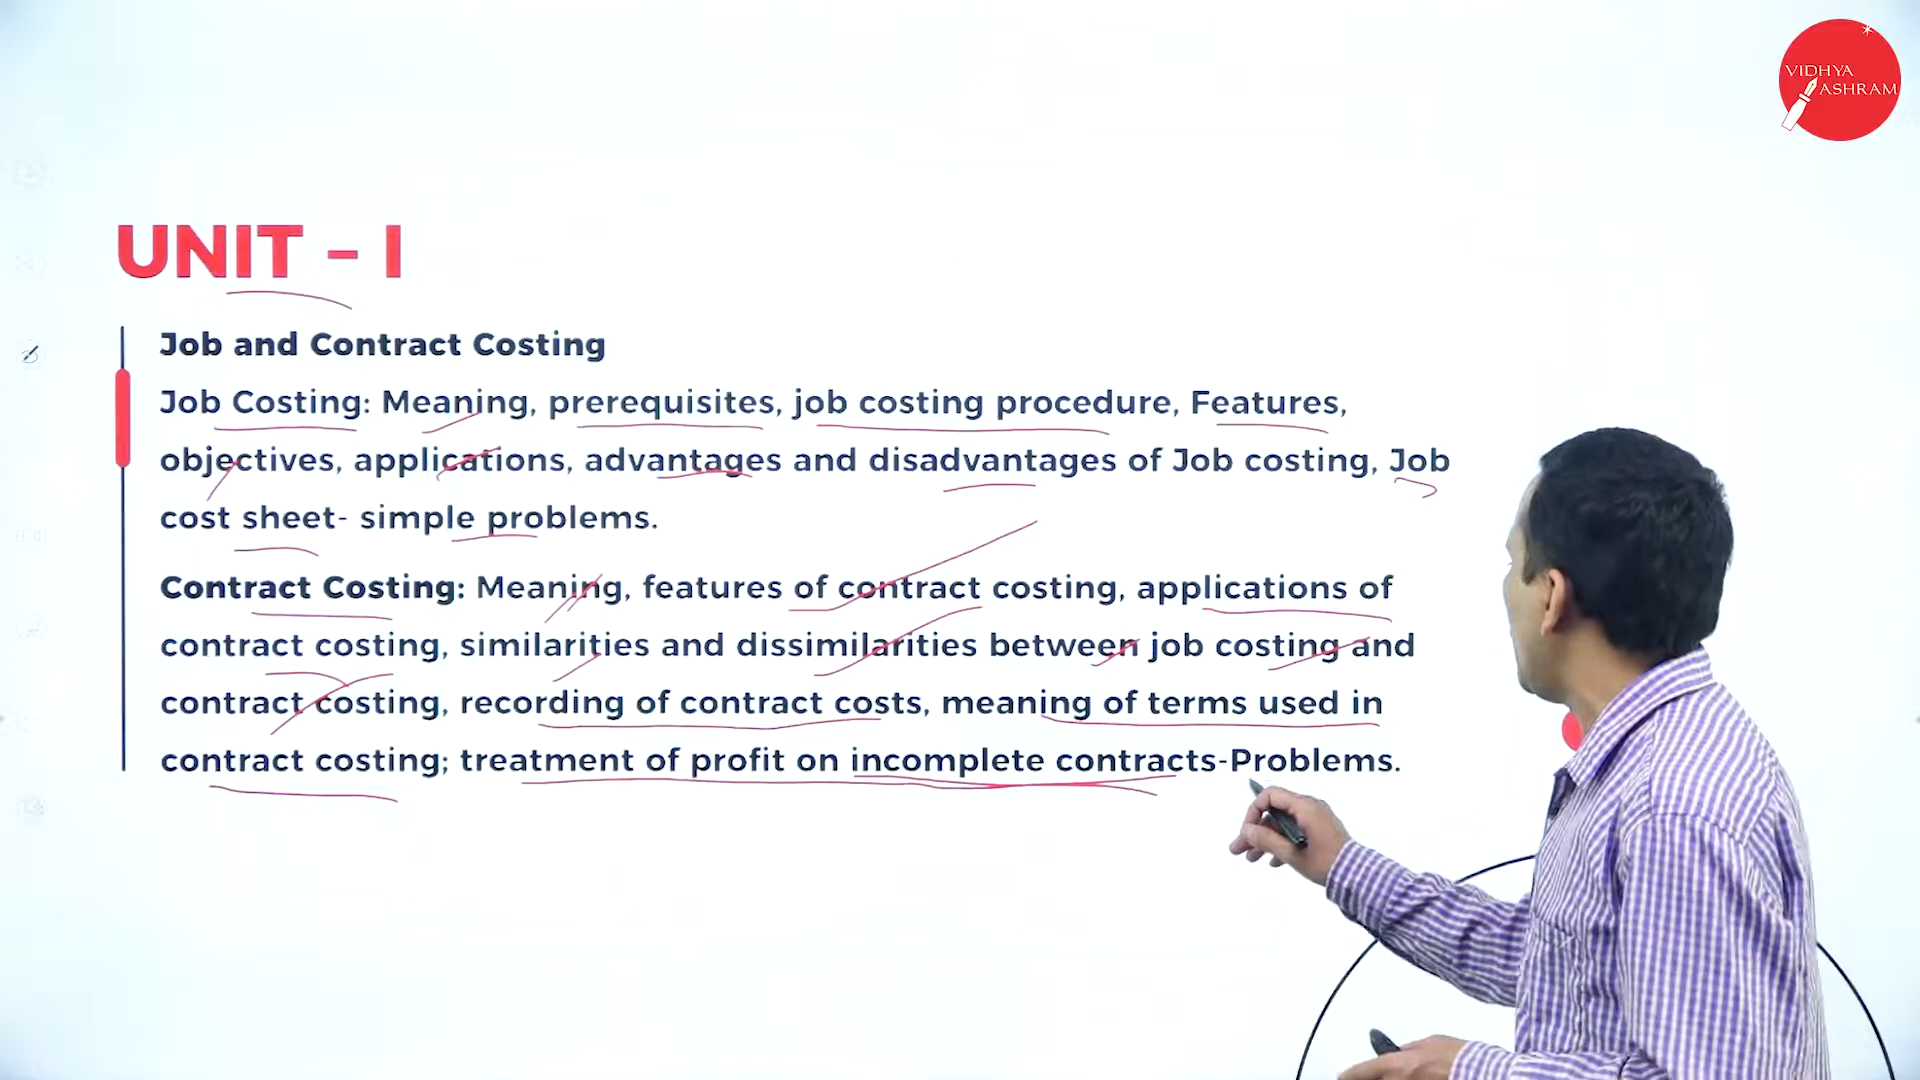 VIDHYA
ASHRAM
UNIT - I
Job and Contract Costing
Job Costing: Meaning, prerequisites, job costing procedure, Features,
objectives, applications, advantages and disadvantages of Job costing, Job
cost sheet- simple problems.
Contract Costing: Meaning, features of contract costing, applications of
contract costing, similarities and dissimilarities between job costing and
contract costing, recording of contract costs, meaning of terms used in
contract costing; treatment of profit on incomplete contracts-Problems.